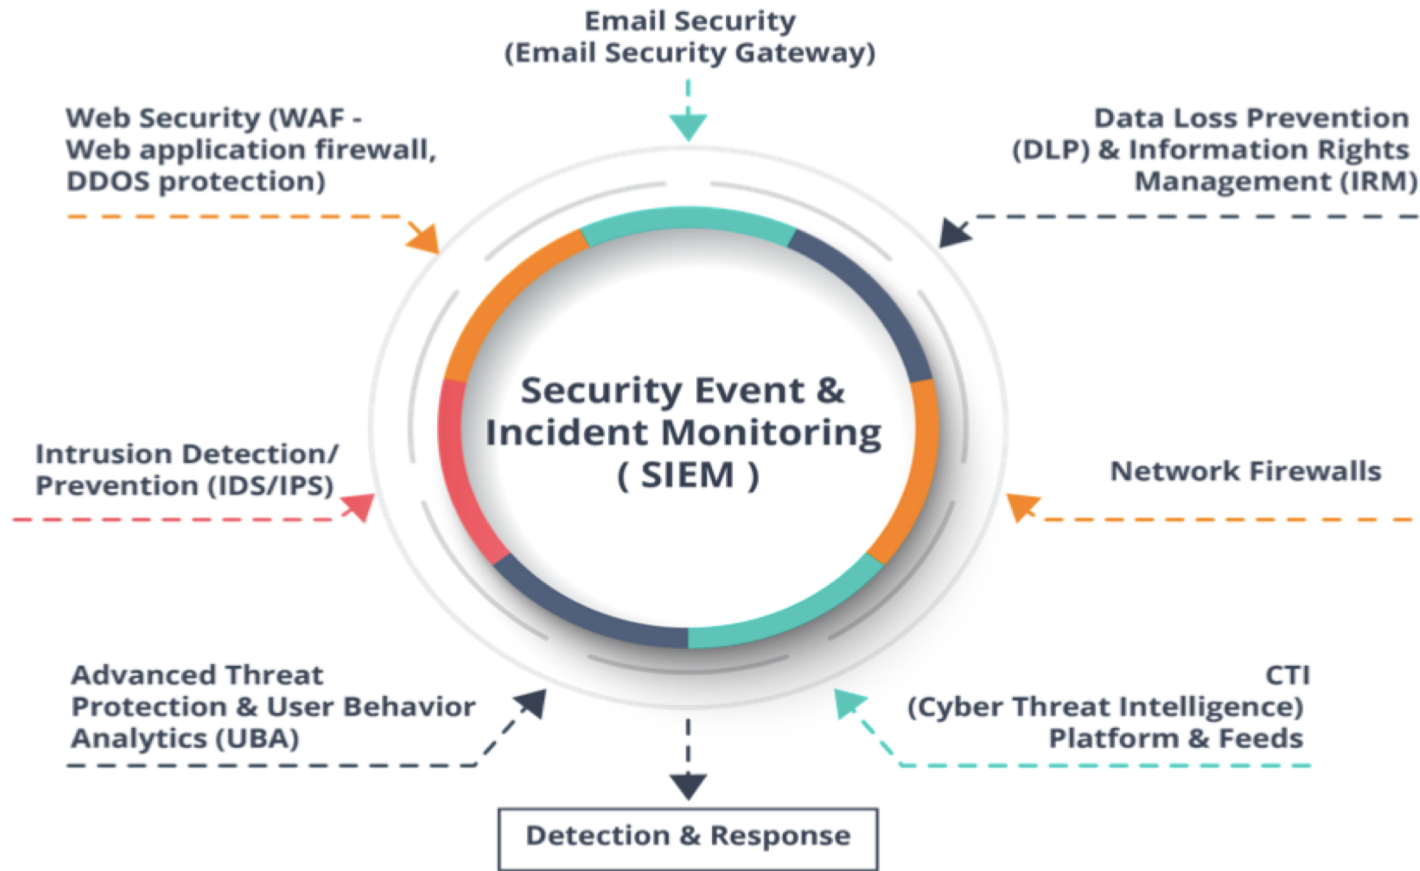 Email Security
(Email Security Gateway)
Web Security (WAF -
Web application firewall,
DDOS protection)
Data Loss Prevention
(DLP) & Information Rights
Management (IRM)
Security Event &
Incident Monitoring
( SIEM )
Intrusion Detection/
Prevention (IDS/IPS)
Network Firewalls
Advanced Threat
Protection & User Behavior
Analytics (UBA)
CTI
(Cyber Threat Intelligence)
Platform & Feeds
Detection & Response